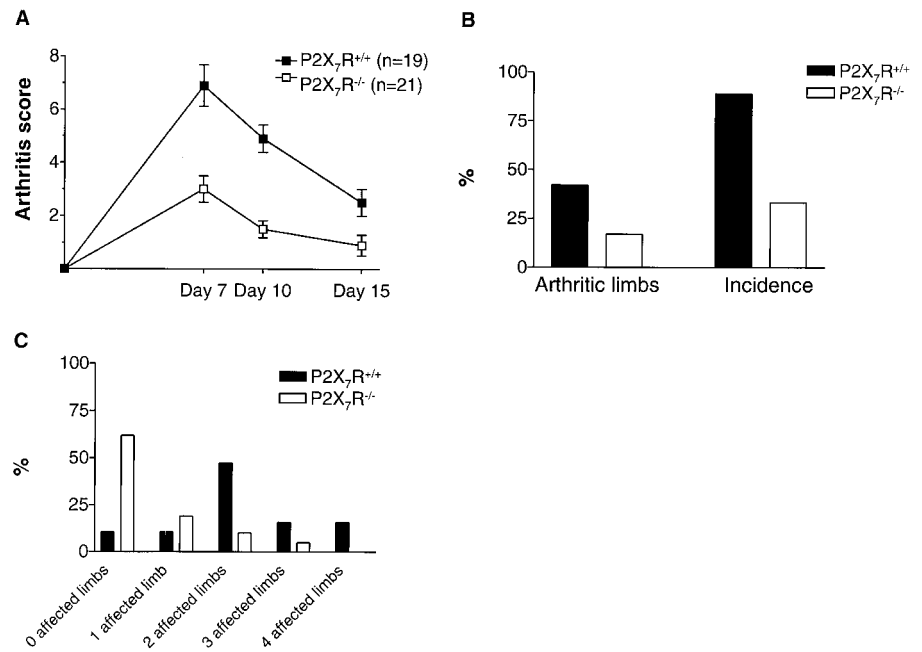 A
Arthritis score
8
6
4
2
P2X₇R⁺/⁺ (n=19)
P2X₇R⁻/⁻ (n=21)
Day 7 Day 10 Day 15
B
%
100
75
50
25
0
P2X₇R⁺/⁺
P2X₇R⁻/⁻
Arthritic limbs Incidence
C
%
100
75
50
25
0
P2X₇R⁺/⁺
P2X₇R⁻/⁻
0 affected limbs
1 affected limb
2 affected limbs
3 affected limbs
4 affected limbs